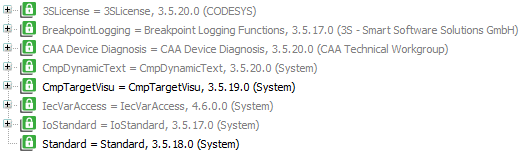 3SLicense = 3SLicense, 3.5.20.0 (CODESYS)
BreakpointLogging = Breakpoint Logging Functions, 3.5.17.0 (3S - Smart Software Solutions GmbH)
CAA Device Diagnosis = CAA Device Diagnosis, 3.5.20.0 (CAA Technical Workgroup)
CmpDynamicText = CmpDynamicText, 3.5.20.0 (System)
CmpTargetVisu = CmpTargetVisu, 3.5.19.0 (System)
IecVarAccess = IecVarAccess, 4.6.0.0 (System)
IoStandard = IoStandard, 3.5.17.0 (System)
Standard = Standard, 3.5.18.0 (System)